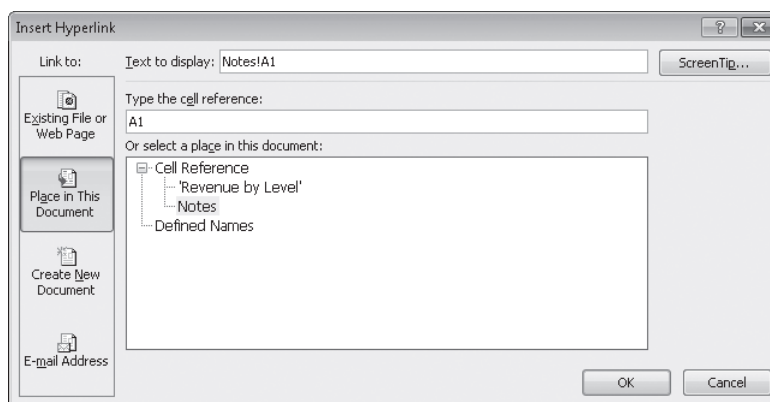 Insert Hyperlink
Link to:
Text to display: Notes!A1
ScreenTip...
Existing File or
Web Page
Place in This
Document
Create New
Document
E-mail Address
Type the cell reference:
A1
Or select a place in this document:
Cell Reference
'Revenue by Level'
Notes
Defined Names
OK
Cancel